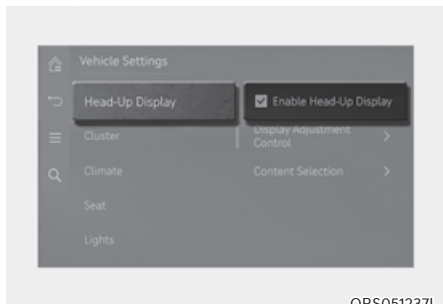 Vehicle Settings
Head-Up Display
Enable Head-Up Display
Cluster
Display Adjustment
Control
Climate
Content Selection
Seat
Lights